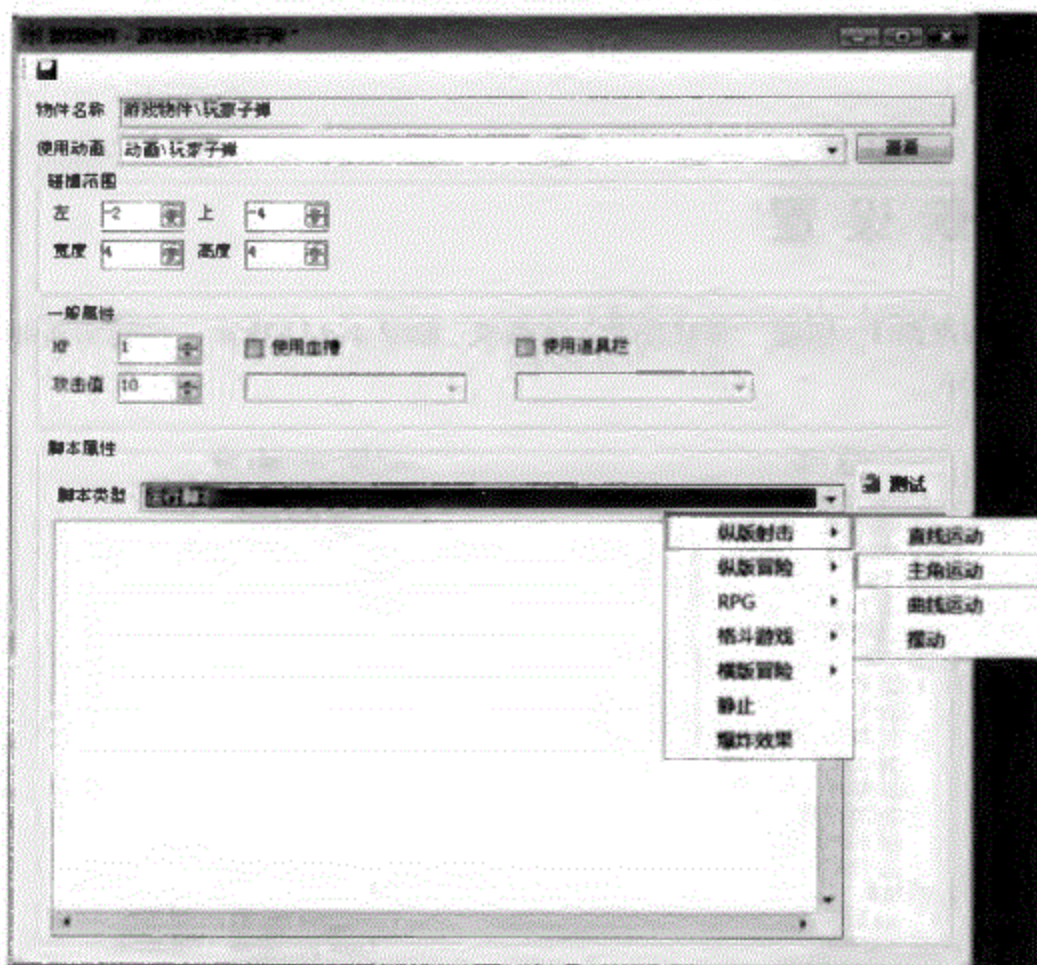 游戏物件 - 游戏物件\玩家子弹 *
物件名称 游戏物件\玩家子弹
使用动画 动画\玩家子弹
碰撞范围
左 -2 上 -4
宽度 4 高度 4
一般属性
HP 1 使用血槽 使用道具栏
攻击值 10
脚本属性
脚本类型 测试
纵版射击 直线运动
纵版冒险 主角运动
RPG 曲线运动
格斗游戏 摆动
横版冒险
静止
爆炸效果